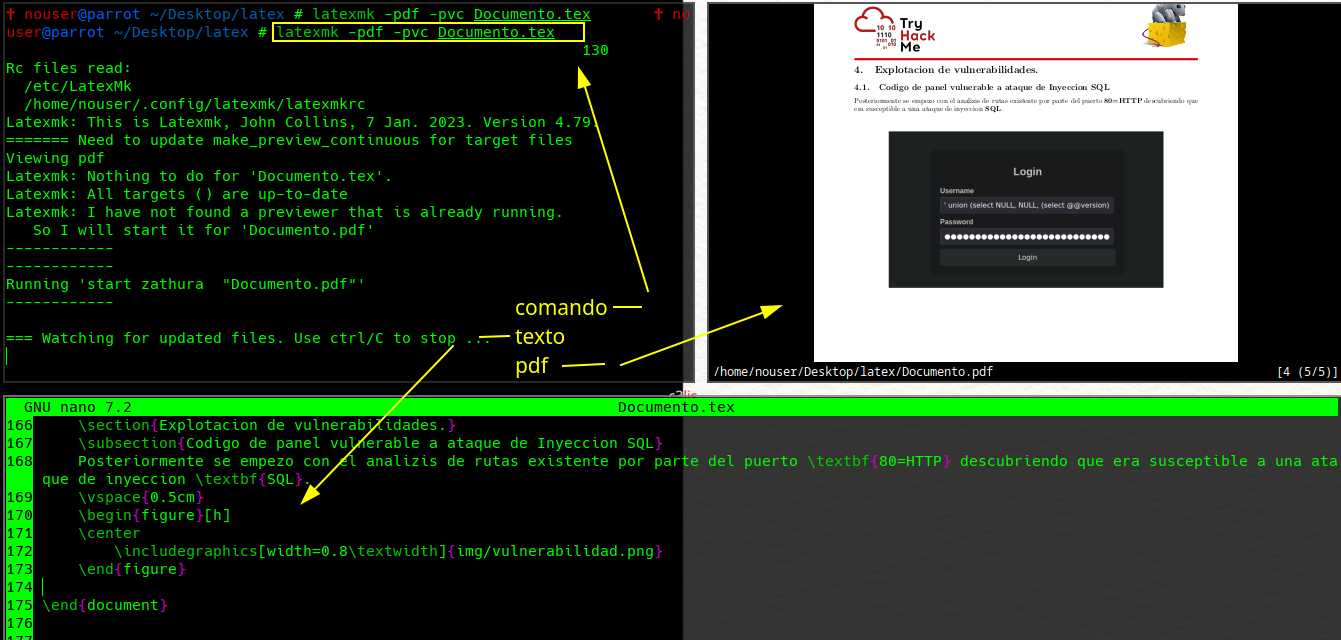 ✝ nouser@parrot ~/Desktop/latex # latexmk -pdf -pvc Documento.tex ✝ no
user@parrot ~/Desktop/latex # latexmk -pdf -pvc Documento.tex
130
Rc files read:
/etc/LatexMk
/home/nouser/.config/latexmk/latexmkrc
Latexmk: This is Latexmk, John Collins, 7 Jan. 2023. Version 4.79.
======= Need to update make_preview_continuous for target files
Viewing pdf
Latexmk: Nothing to do for 'Documento.tex'.
Latexmk: All targets () are up-to-date
Latexmk: I have not found a previewer that is already running.
So I will start it for 'Documento.pdf'
------------
------------
Running 'start zathura  "Documento.pdf"'
------------
=== Watching for updated files. Use ctrl/C to stop ...
comando
texto
pdf
10 10
1110
0101 01
01 010
01
Try
Hack
Me
4. Explotacion de vulnerabilidades.
4.1. Codigo de panel vulnerable a ataque de Inyeccion SQL
Posteriormente se empezo con el analizis de rutas existente por parte del puerto 80=HTTP descubriendo que
era susceptible a una ataque de inyeccion SQL.
Login
Username
' union (select NULL, NULL, (select @@version)
Password
Login
/home/nouser/Desktop/latex/Documento.pdf [4 (5/5)]
GNU nano 7.2 Documento.tex
166 \section{Explotacion de vulnerabilidades.}
167 \subsection{Codigo de panel vulnerable a ataque de Inyeccion SQL}
168 Posteriormente se empezo con el analizis de rutas existente por parte del puerto \textbf{80=HTTP} descubriendo que era susceptible a una ata
que de inyeccion \textbf{SQL}.
169 \vspace{0.5cm}
170 \begin{figure}[h]
171 \center
172 \includegraphics[width=0.8\textwidth]{img/vulnerabilidad.png}
173 \end{figure}
174
175 \end{document}
176
177